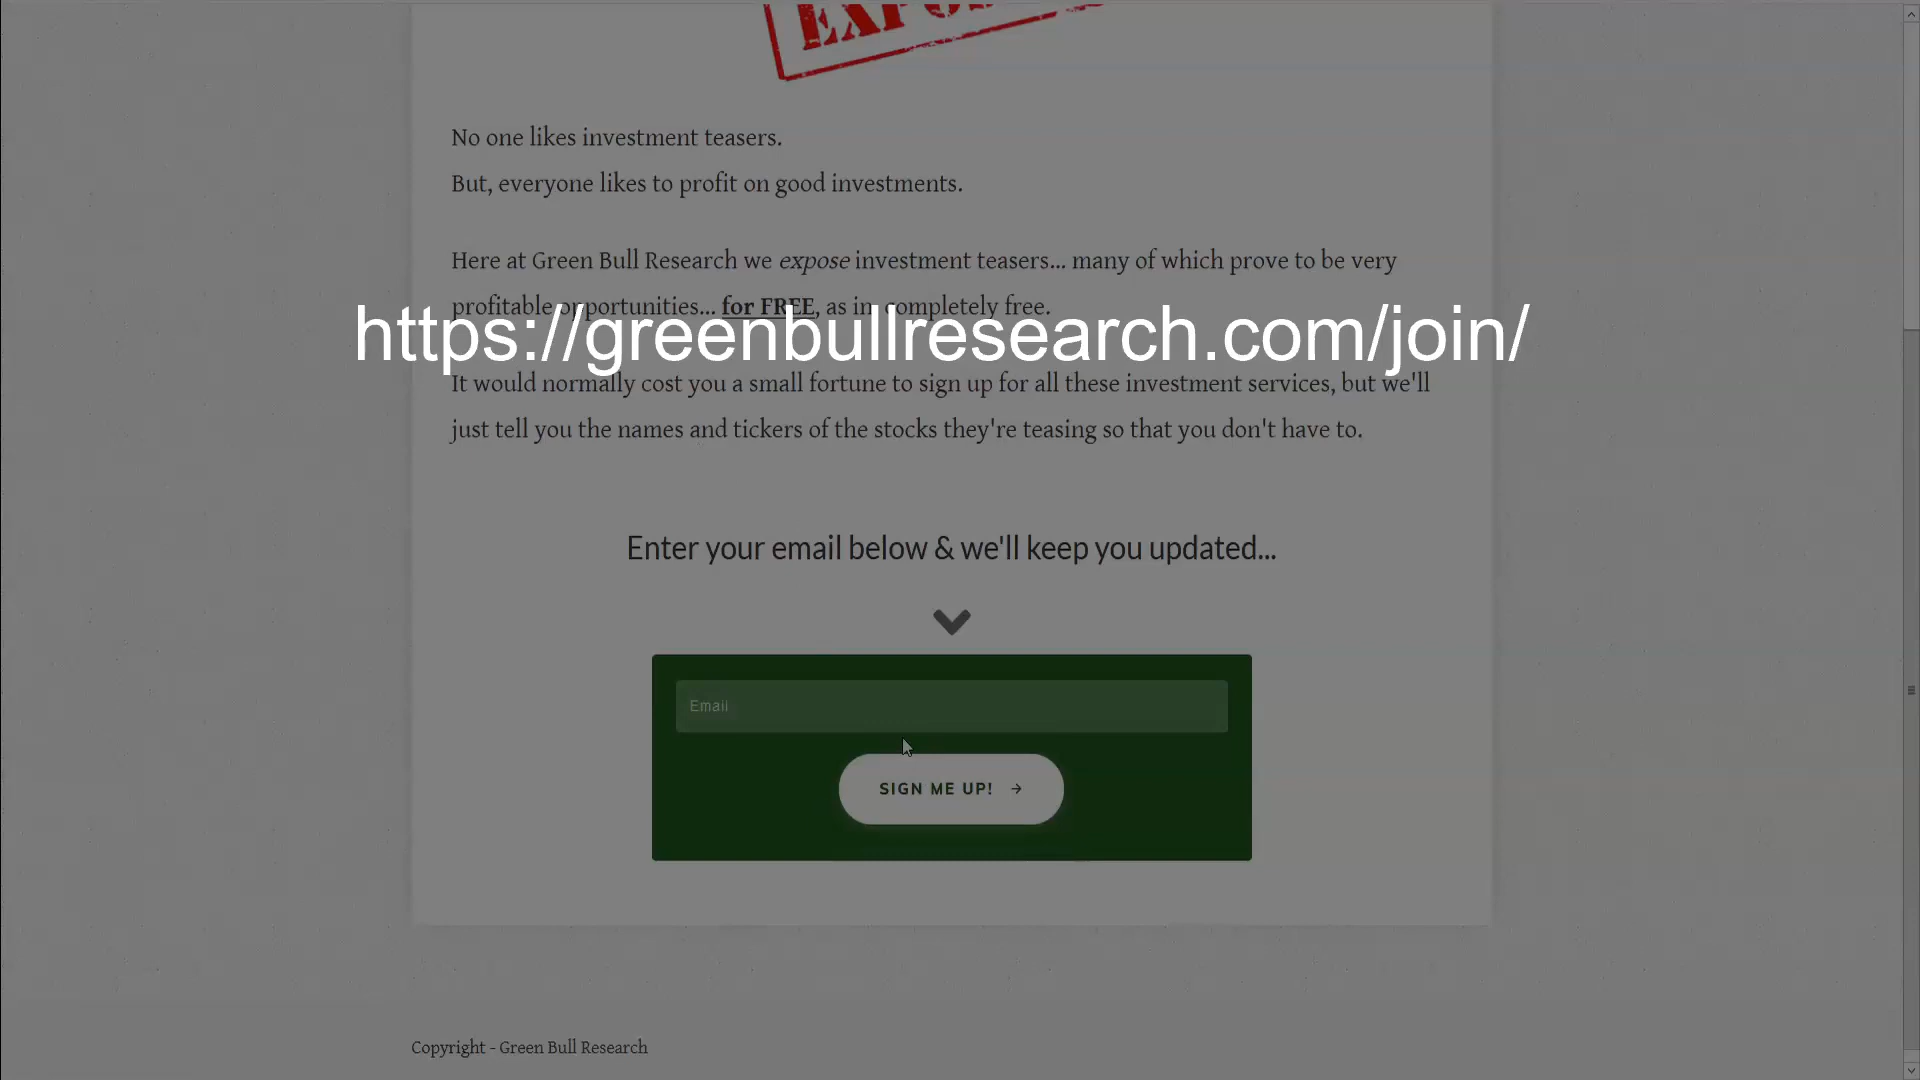 No one likes investment teasers.
But, everyone likes to profit on good investments.
Here at Green Bull Research we expose investment teasers... many of which prove to be very
profitable opportunities... for FREE, as in completely free.
https://greenbullresearch.com/join/
It would normally cost you a small fortune to sign up for all these investment services, but we'll
just tell you the names and tickers of the stocks they're teasing so that you don't have to.
Enter your email below & we'll keep you updated...
Email
SIGN ME UP! →
Copyright - Green Bull Research